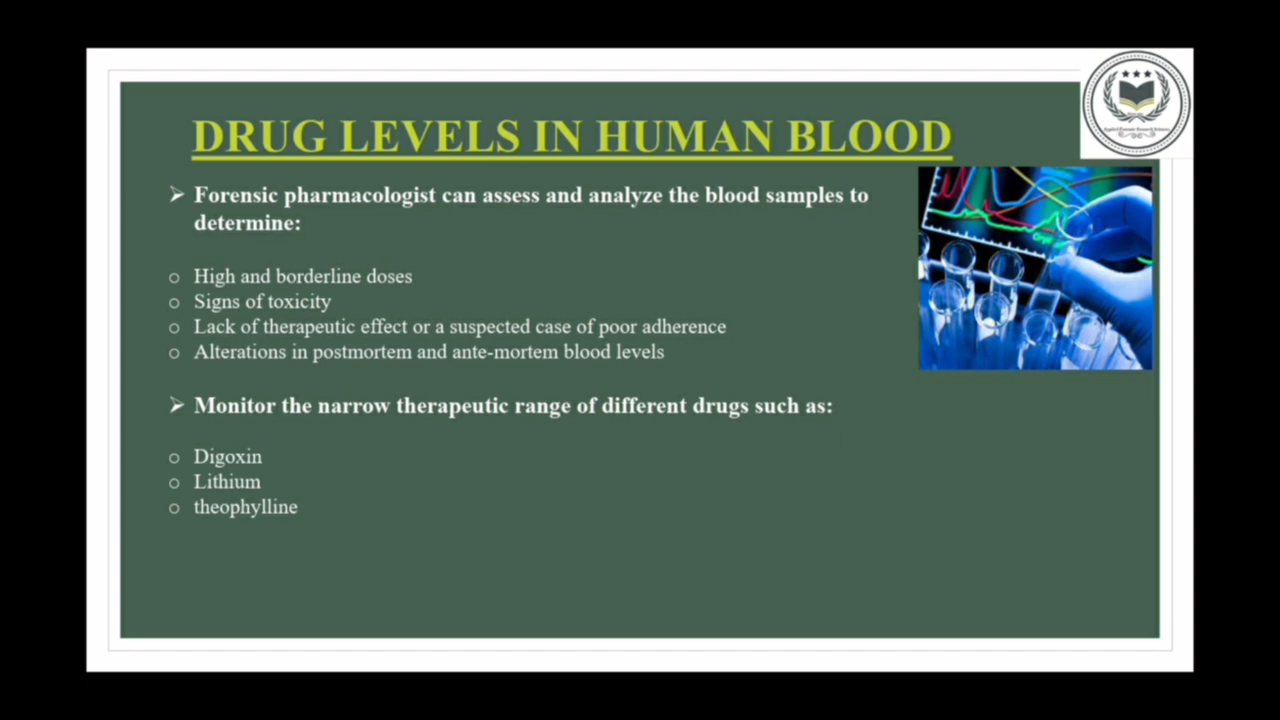 DRUG LEVELS IN HUMAN BLOOD
➢ Forensic pharmacologist can assess and analyze the blood samples to
determine:
○ High and borderline doses
○ Signs of toxicity
○ Lack of therapeutic effect or a suspected case of poor adherence
○ Alterations in postmortem and ante-mortem blood levels
➢ Monitor the narrow therapeutic range of different drugs such as:
○ Digoxin
○ Lithium
○ theophylline